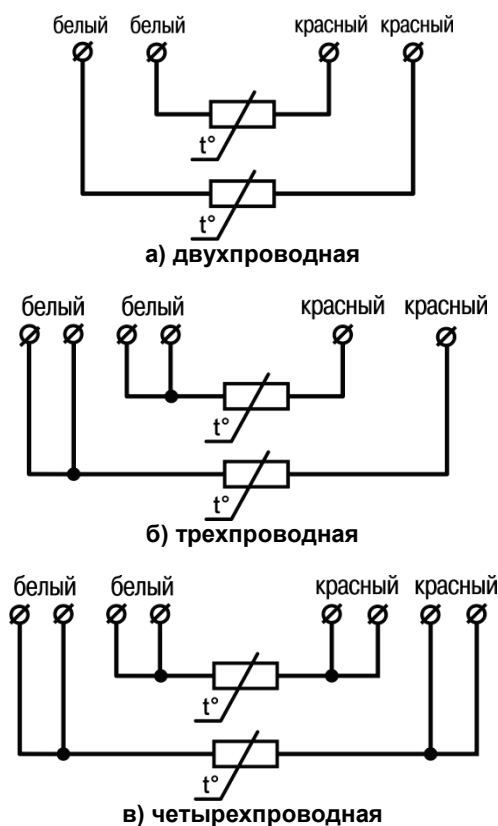 белый белый красный красный
t°
t°
а) двухпроводная
белый белый красный красный
t°
t°
б) трехпроводная
белый белый красный красный
t°
t°
в) четырехпроводная